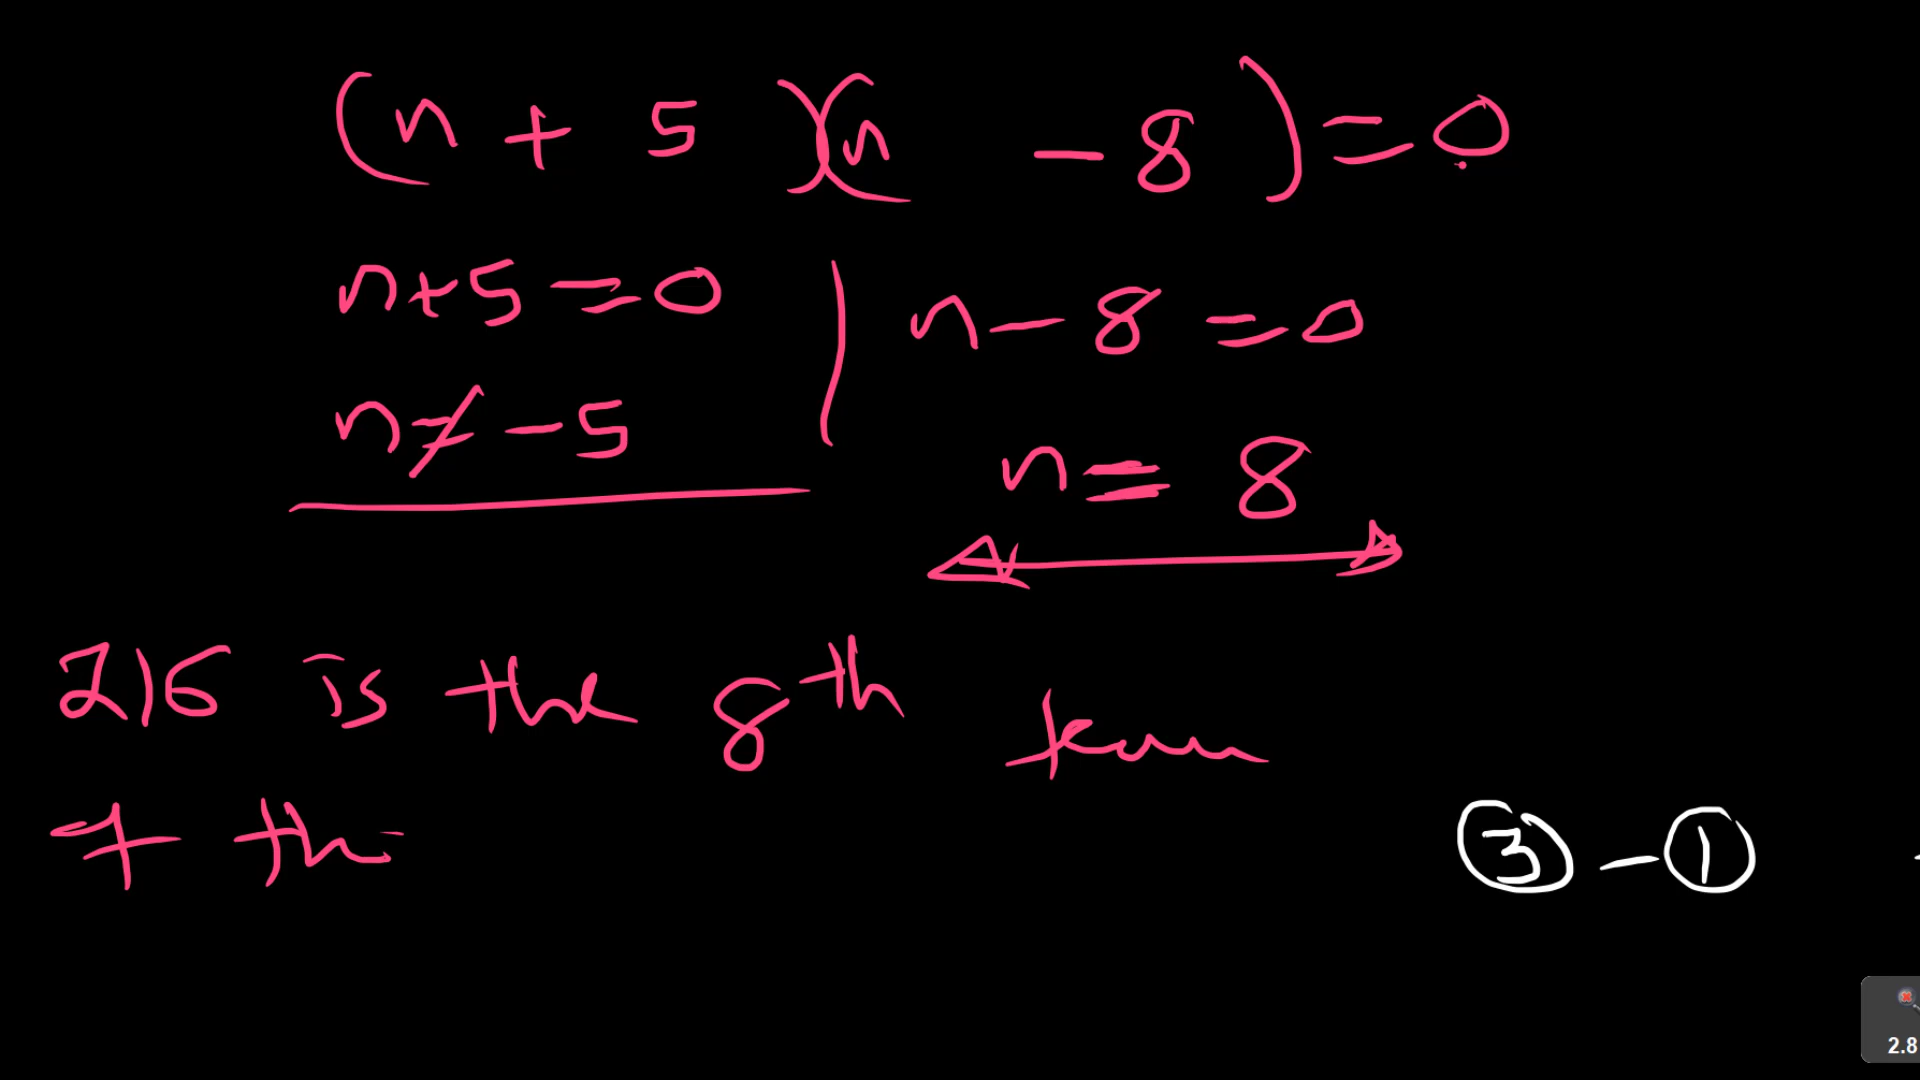 (n + 5)(n - 8) = 0
n+5=0 | n-8=0
n≠-5
n=8
216 is the 8th term
7 the
③ - ①
2.8